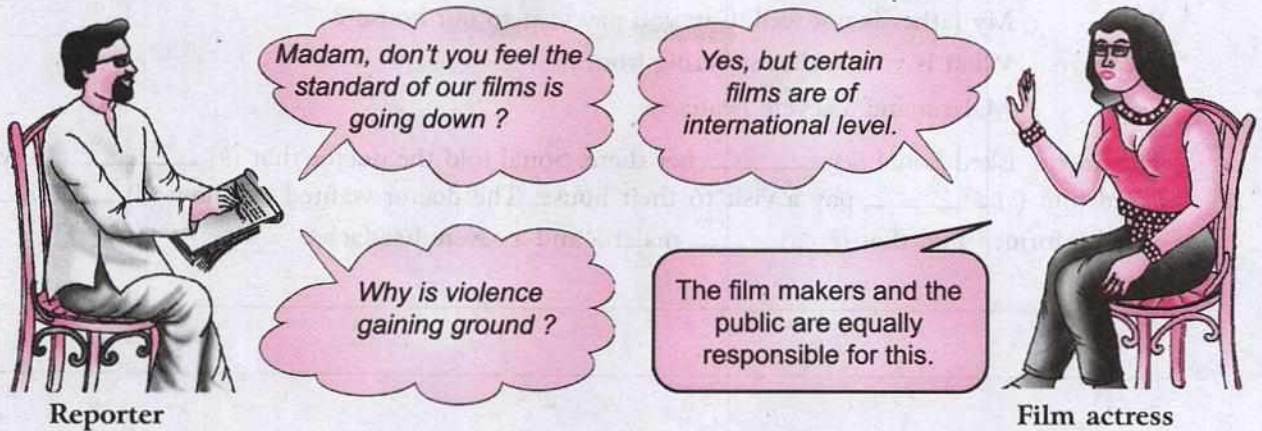 Madam, don't you feel the
standard of our films is
going down ?
Yes, but certain
films are of
international level.
Why is violence
gaining ground ?
The film makers and the
public are equally
responsible for this.
Reporter
Film actress